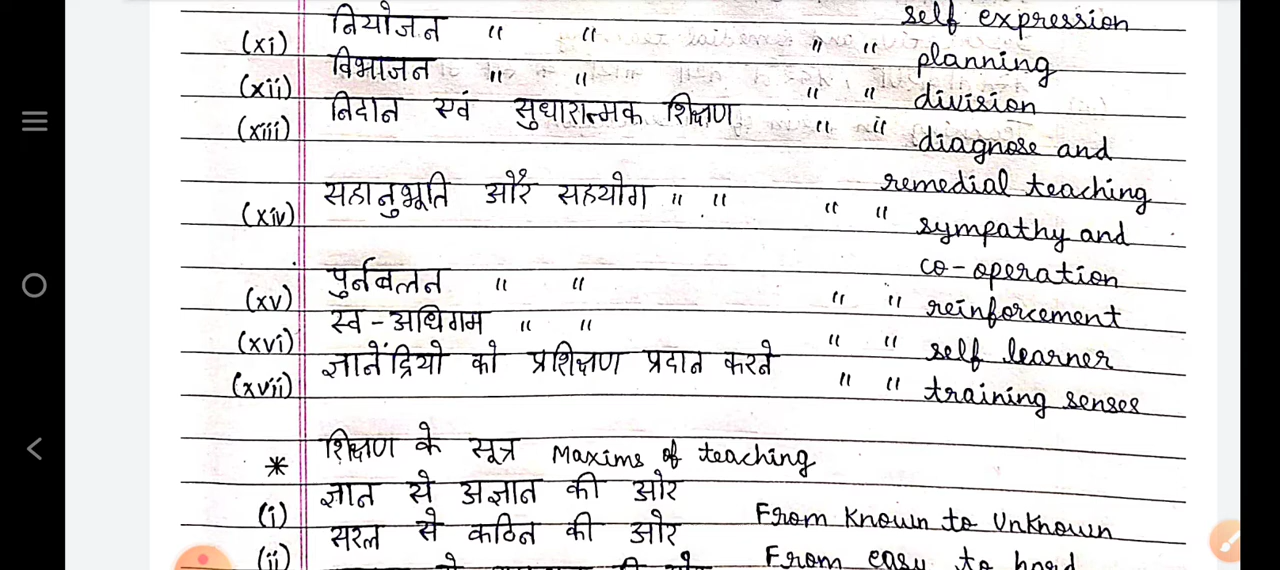 self expression
(xi) नियोजन " " " " planning
(xii) विभाजन " " " " division
(xiii) निदान एवं सुधारात्मक शिक्षण " " diagnose and
remedial teaching
(xiv) सहानुभूति और सहयोग " " " " sympathy and
co-operation
(xv) पुर्नबलन " " " " reinforcement
(xvi) स्व-अधिगम " " " " self learner
(xvii) ज्ञानेंद्रियो को प्रशिक्षण प्रदान करने " " training senses
* शिक्षण के सूत्र Maxims of teaching
(i) ज्ञात से अज्ञात की ओर From Known to Unknown
(ii) सरल से कठिन की ओर From easy to hard